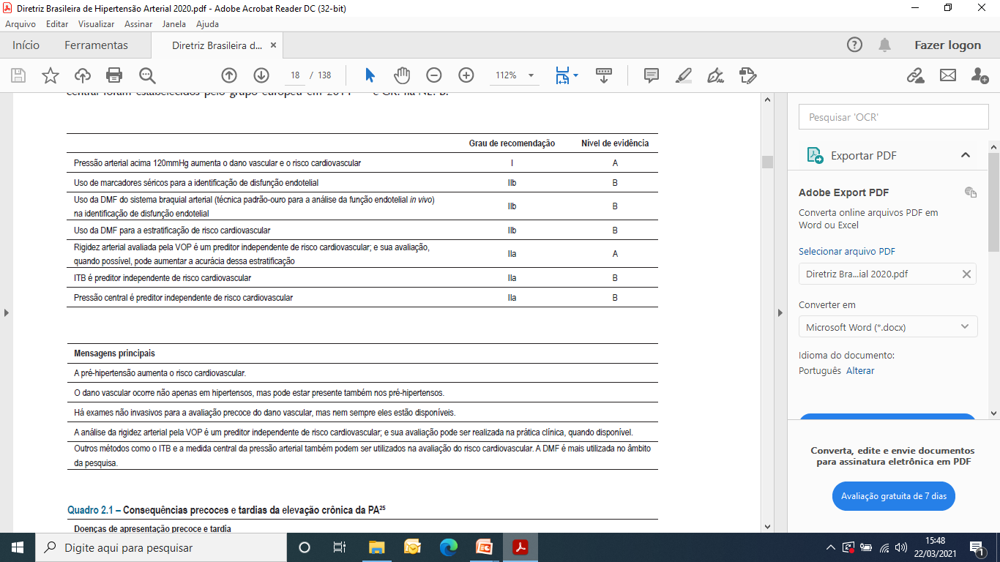 Diretriz Brasileira de Hipertensão Arterial 2020.pdf - Adobe Acrobat Reader DC (32-bit)
Arquivo Editar Visualizar Assinar Janela Ajuda
Início Ferramentas Diretriz Brasileira d... Fazer logon
18 / 138 112%
central foram estabelecidos pelo grupo europeu em
Grau de recomendação Nível de evidência
Pressão arterial acima 120mmHg aumenta o dano vascular e o risco cardiovascular I A
Uso de marcadores séricos para a identificação de disfunção endotelial IIb B
Uso da DMF do sistema braquial arterial (técnica padrão-ouro para a análise da função endotelial in vivo)
na identificação de disfunção endotelial IIb B
Uso da DMF para a estratificação de risco cardiovascular IIb B
Rigidez arterial avaliada pela VOP é um preditor independente de risco cardiovascular; e sua avaliação,
quando possível, pode aumentar a acurácia dessa estratificação IIa A
ITB é preditor independente de risco cardiovascular IIa B
Pressão central é preditor independente de risco cardiovascular IIa B
Mensagens principais
A pré-hipertensão aumenta o risco cardiovascular.
O dano vascular ocorre não apenas em hipertensos, mas pode estar presente também nos pré-hipertensos.
Há exames não invasivos para a avaliação precoce do dano vascular, mas nem sempre eles estão disponíveis.
A análise da rigidez arterial pela VOP é um preditor independente de risco cardiovascular; e sua avaliação pode ser realizada na prática clínica, quando disponível.
Outros métodos como o ITB e a medida central da pressão arterial também podem ser utilizados na avaliação do risco cardiovascular. A DMF é mais utilizada no âmbito
da pesquisa.
Quadro 2.1 – Consequências precoces e tardias da elevação crônica da PA25
Doenças de apresentação precoce e tardia
Pesquisar 'OCR'
Exportar PDF
Adobe Export PDF
Converta online arquivos PDF em
Word ou Excel
Selecionar arquivo PDF
Diretriz Bra...ial 2020.pdf
Converter em
Microsoft Word (*.docx)
Idioma do documento:
Português Alterar
Converta, edite e envie documentos
para assinatura eletrônica em PDF
Avaliação gratuita de 7 dias
Digite aqui para pesquisar
15:48
22/03/2021
1